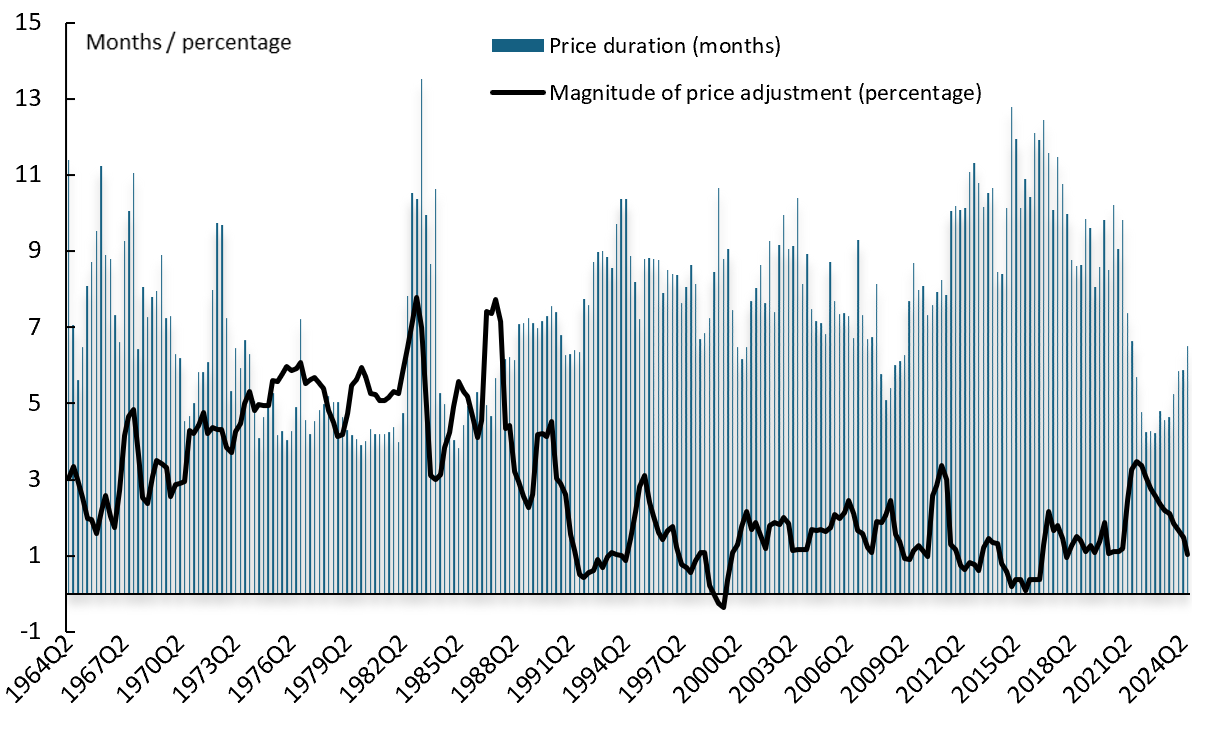 15
Months / percentage
Price duration (months)
13
Magnitude of price adjustment (percentage)
11
9
7
5
3
1
-1
1964Q2
1967Q2
1970Q2
1973Q2
1976Q2
1979Q2
1982Q2
1985Q2
1988Q2
1991Q2
1994Q2
1997Q2
2000Q2
2003Q2
2006Q2
2009Q2
2012Q2
2015Q2
2018Q2
2021Q2
2024Q2